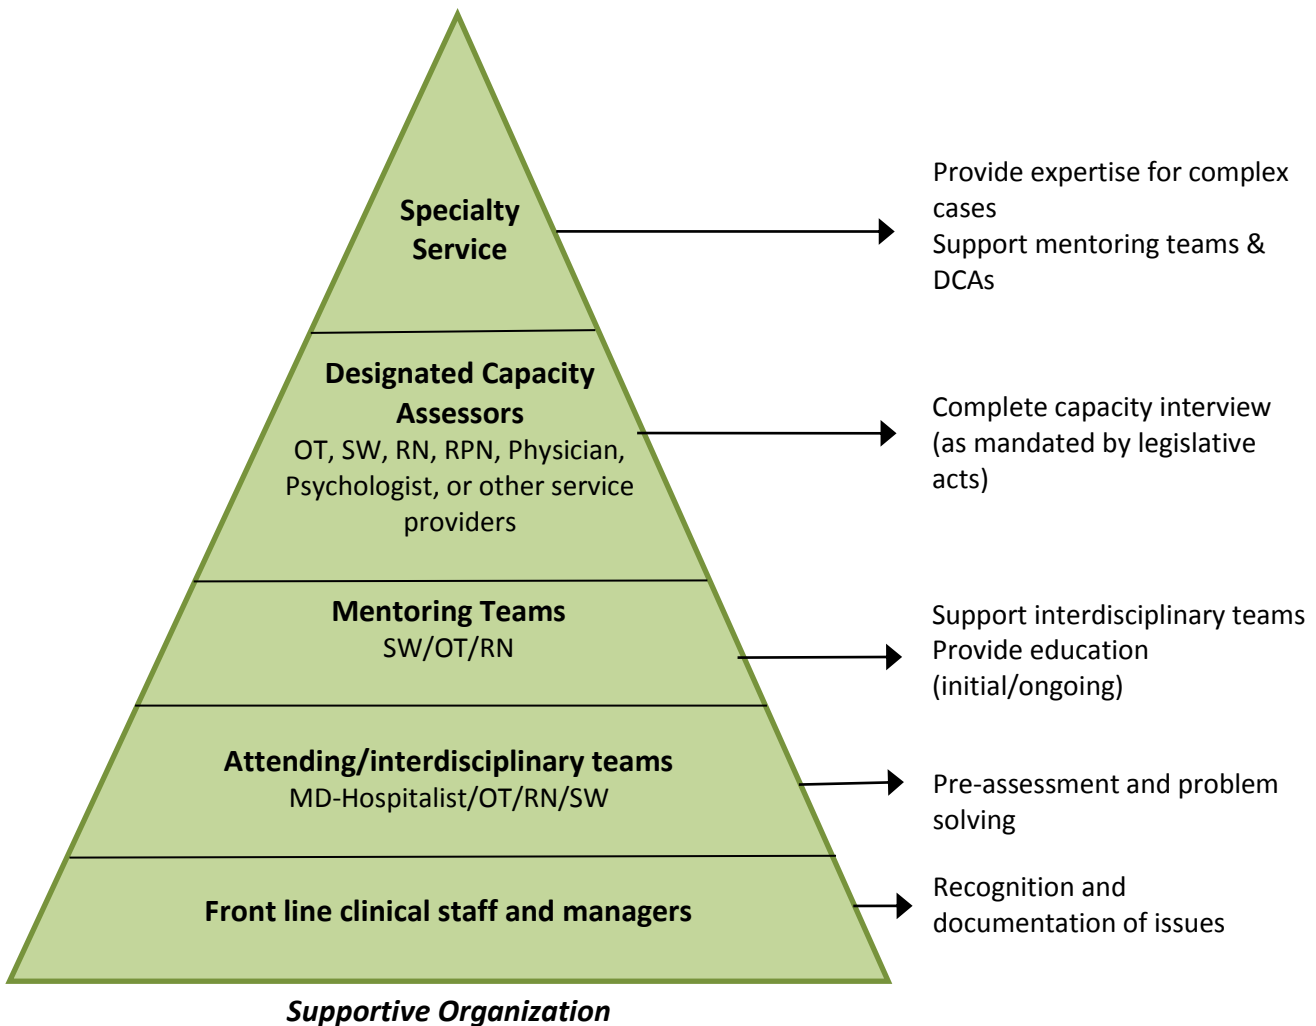 Specialty
Service
Provide expertise for complex
cases
Support mentoring teams &
DCAs
Designated Capacity
Assessors
OT, SW, RN, RPN, Physician,
Psychologist, or other service
providers
Complete capacity interview
(as mandated by legislative
acts)
Mentoring Teams
SW/OT/RN
Support interdisciplinary teams
Provide education
(initial/ongoing)
Attending/interdisciplinary teams
MD-Hospitalist/OT/RN/SW
Pre-assessment and problem
solving
Front line clinical staff and managers
Recognition and
documentation of issues
Supportive Organization